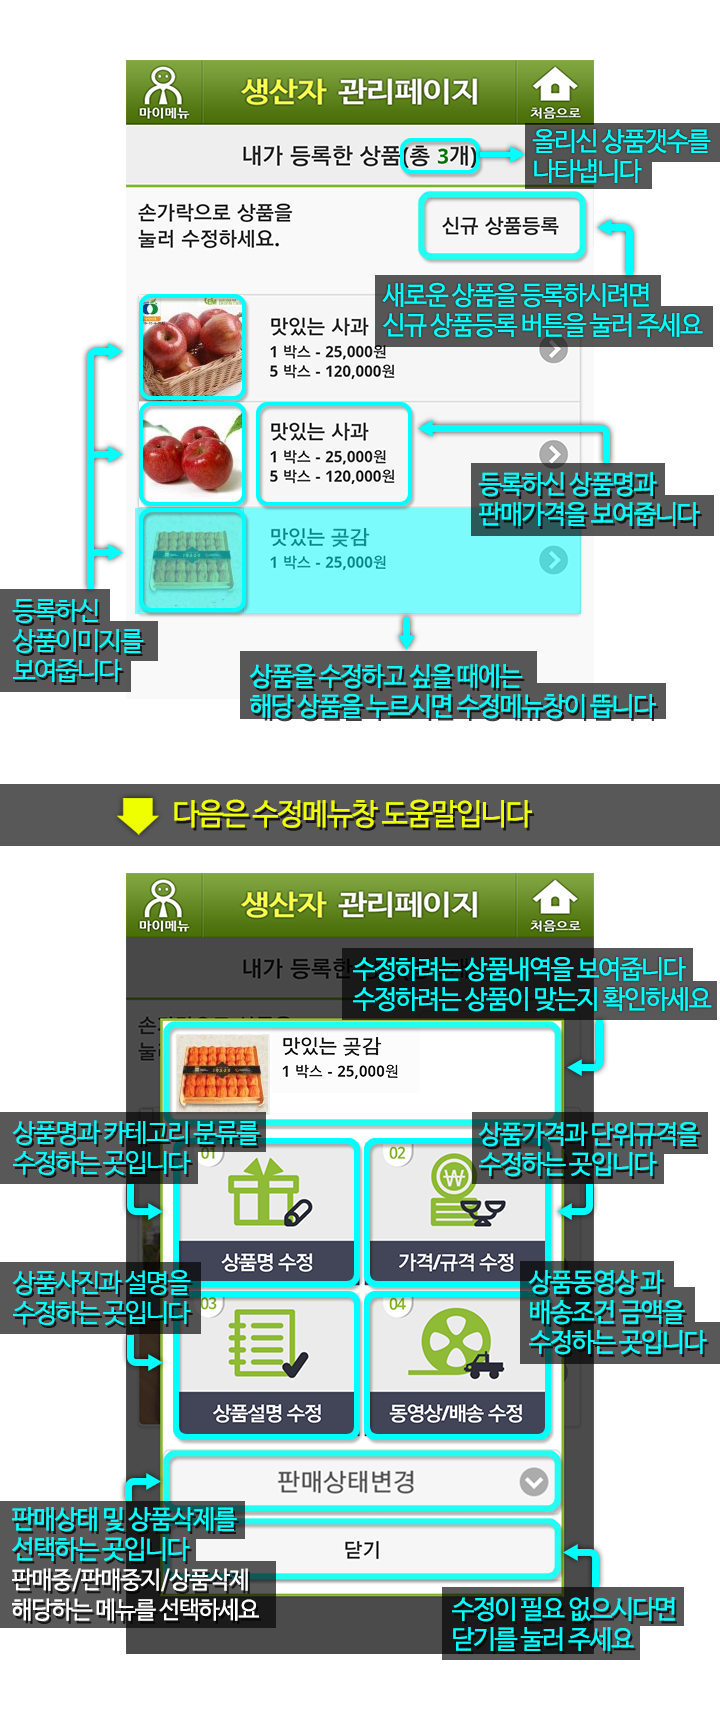 마이메뉴
생산자 관리페이지
처음으로
내가 등록한 상품(총 3개)
올리신 상품갯수를
나타냅니다
손가락으로 상품을
눌러 수정하세요.
신규 상품등록
새로운 상품을 등록하시려면
신규 상품등록 버튼을 눌러 주세요
맛있는 사과
1 박스 - 25,000원
5 박스 - 120,000원
맛있는 사과
1 박스 - 25,000원
5 박스 - 120,000원
등록하신 상품명과
판매가격을 보여줍니다
맛있는 곶감
1 박스 - 25,000원
등록하신
상품이미지를
보여줍니다
상품을 수정하고 싶을 때에는
해당 상품을 누르시면 수정메뉴창이 뜹니다
다음은 수정메뉴창 도움말입니다
마이메뉴
생산자 관리페이지
처음으로
내가 등록한
수정하려는 상품내역을 보여줍니다
수정하려는 상품이 맞는지 확인하세요
맛있는 곶감
1 박스 - 25,000원
상품명과 카테고리 분류를
수정하는 곳입니다
상품가격과 단위규격을
수정하는 곳입니다
01
02
상품명 수정
가격/규격 수정
상품사진과 설명을
수정하는 곳입니다
상품동영상 과
배송조건 금액을
수정하는 곳입니다
03
04
상품설명 수정
동영상/배송 수정
판매상태변경
판매상태 및 상품삭제를
선택하는 곳입니다
판매중/판매중지/상품삭제
해당하는 메뉴를 선택하세요
닫기
수정이 필요 없으시다면
닫기를 눌러 주세요